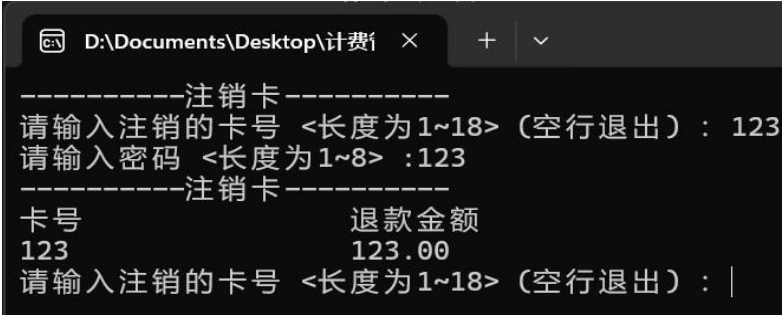 D:\Documents\Desktop\计费
----------注销卡----------
请输入注销的卡号 <长度为1~18>（空行退出）: 123
请输入密码 <长度为1~8> :123
----------注销卡----------
卡号 退款金额
123 123.00
请输入注销的卡号 <长度为1~18>（空行退出）: